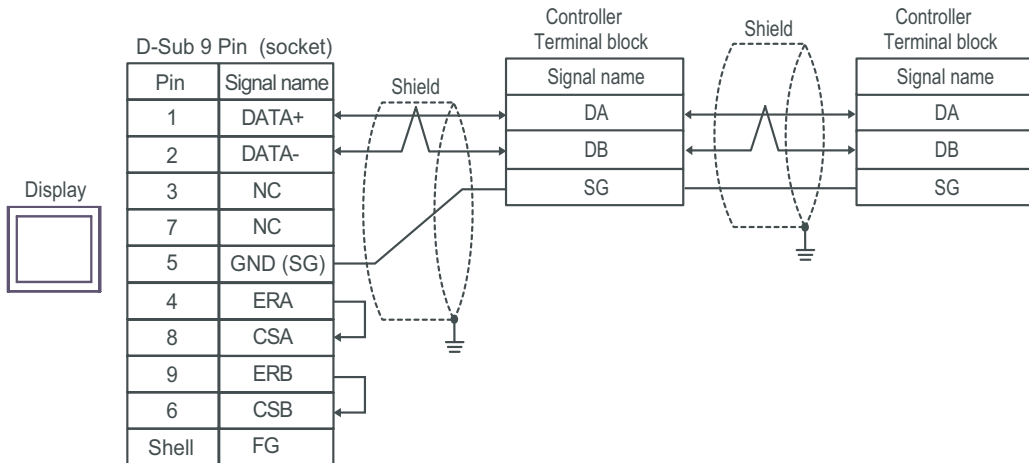 Display
D-Sub 9 Pin (socket)
Pin Signal name
1 DATA+
2 DATA-
3 NC
7 NC
5 GND (SG)
4 ERA
8 CSA
9 ERB
6 CSB
Shell FG
Shield
Controller
Terminal block
Signal name
DA
DB
SG
Shield
Controller
Terminal block
Signal name
DA
DB
SG